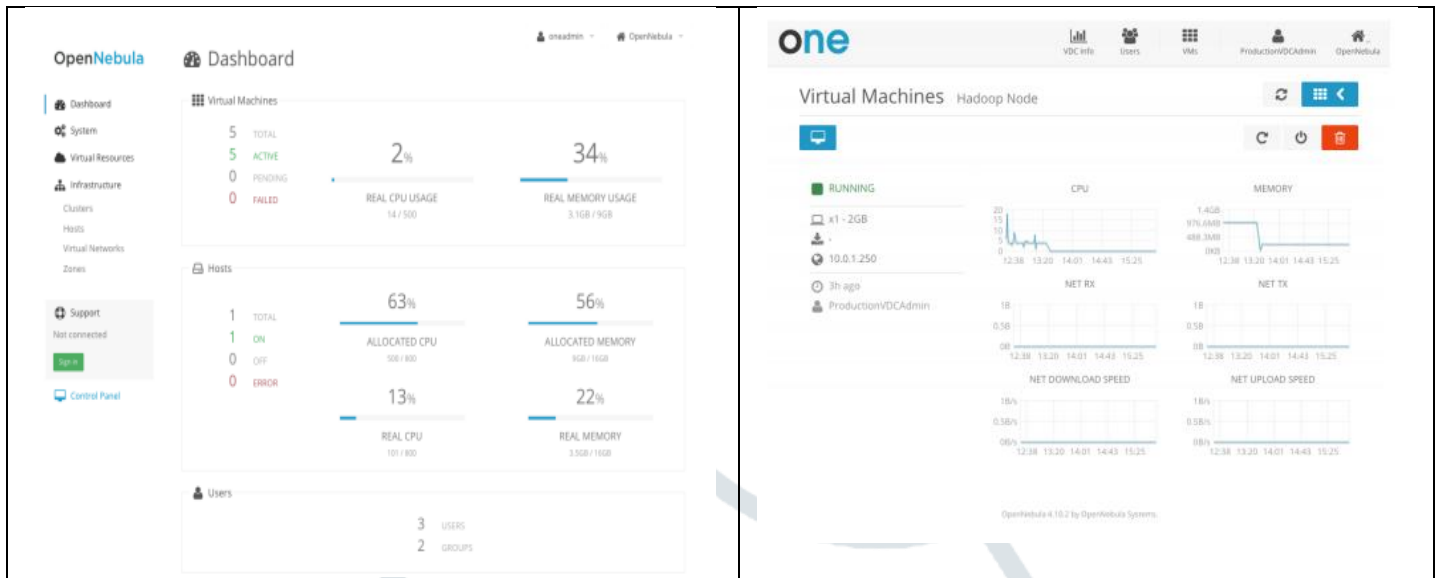 oneadmin OpenNebula
OpenNebula Dashboard
Dashboard
System
Virtual Resources
Infrastructure
Clusters
Hosts
Virtual Networks
Zones
Support
Not connected
Sign in
Control Panel
Virtual Machines
5 TOTAL
5 ACTIVE
0 PENDING
0 FAILED
2%
REAL CPU USAGE
14 / 500
34%
REAL MEMORY USAGE
3.1GB / 9GB
Hosts
1 TOTAL
1 ON
0 OFF
0 ERROR
63%
ALLOCATED CPU
500 / 800
56%
ALLOCATED MEMORY
9GB / 16GB
13%
REAL CPU
101 / 800
22%
REAL MEMORY
3.5GB / 16GB
Users
3 USERS
2 GROUPS
one
VDC Info Users VMs ProductionVDCAdmin OpenNebula
Virtual Machines Hadoop Node
RUNNING
x1 - 2GB
-
10.0.1.250
3h ago
ProductionVDCAdmin
CPU
20
15
10
5
0
12:38 13:20 14:01 14:43 15:25
MEMORY
1.4GB
976.6MB
488.3MB
0KB
12:38 13:20 14:01 14:43 15:25
NET RX
1B
0.5B
0B
12:38 13:20 14:01 14:43 15:25
NET TX
1B
0.5B
0B
12:38 13:20 14:01 14:43 15:25
NET DOWNLOAD SPEED
1B/s
0.5B/s
0B/s
12:38 13:20 14:01 14:43 15:25
NET UPLOAD SPEED
1B/s
0.5B/s
0B/s
12:38 13:20 14:01 14:43 15:25
OpenNebula 4.10.2 by OpenNebula Systems.